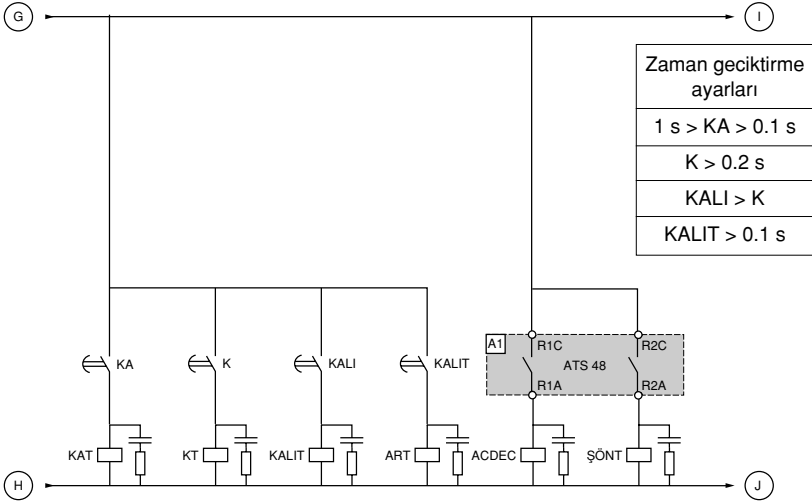 G
I
Zaman geciktirme
ayarları
1 s > KA > 0.1 s
K > 0.2 s
KALI > K
KALIT > 0.1 s
A1
R1C
R2C
KA
K
KALI
KALIT
ATS 48
R1A
R2A
KAT
KT
KALIT
ART
ACDEC
ŞÖNT
H
J